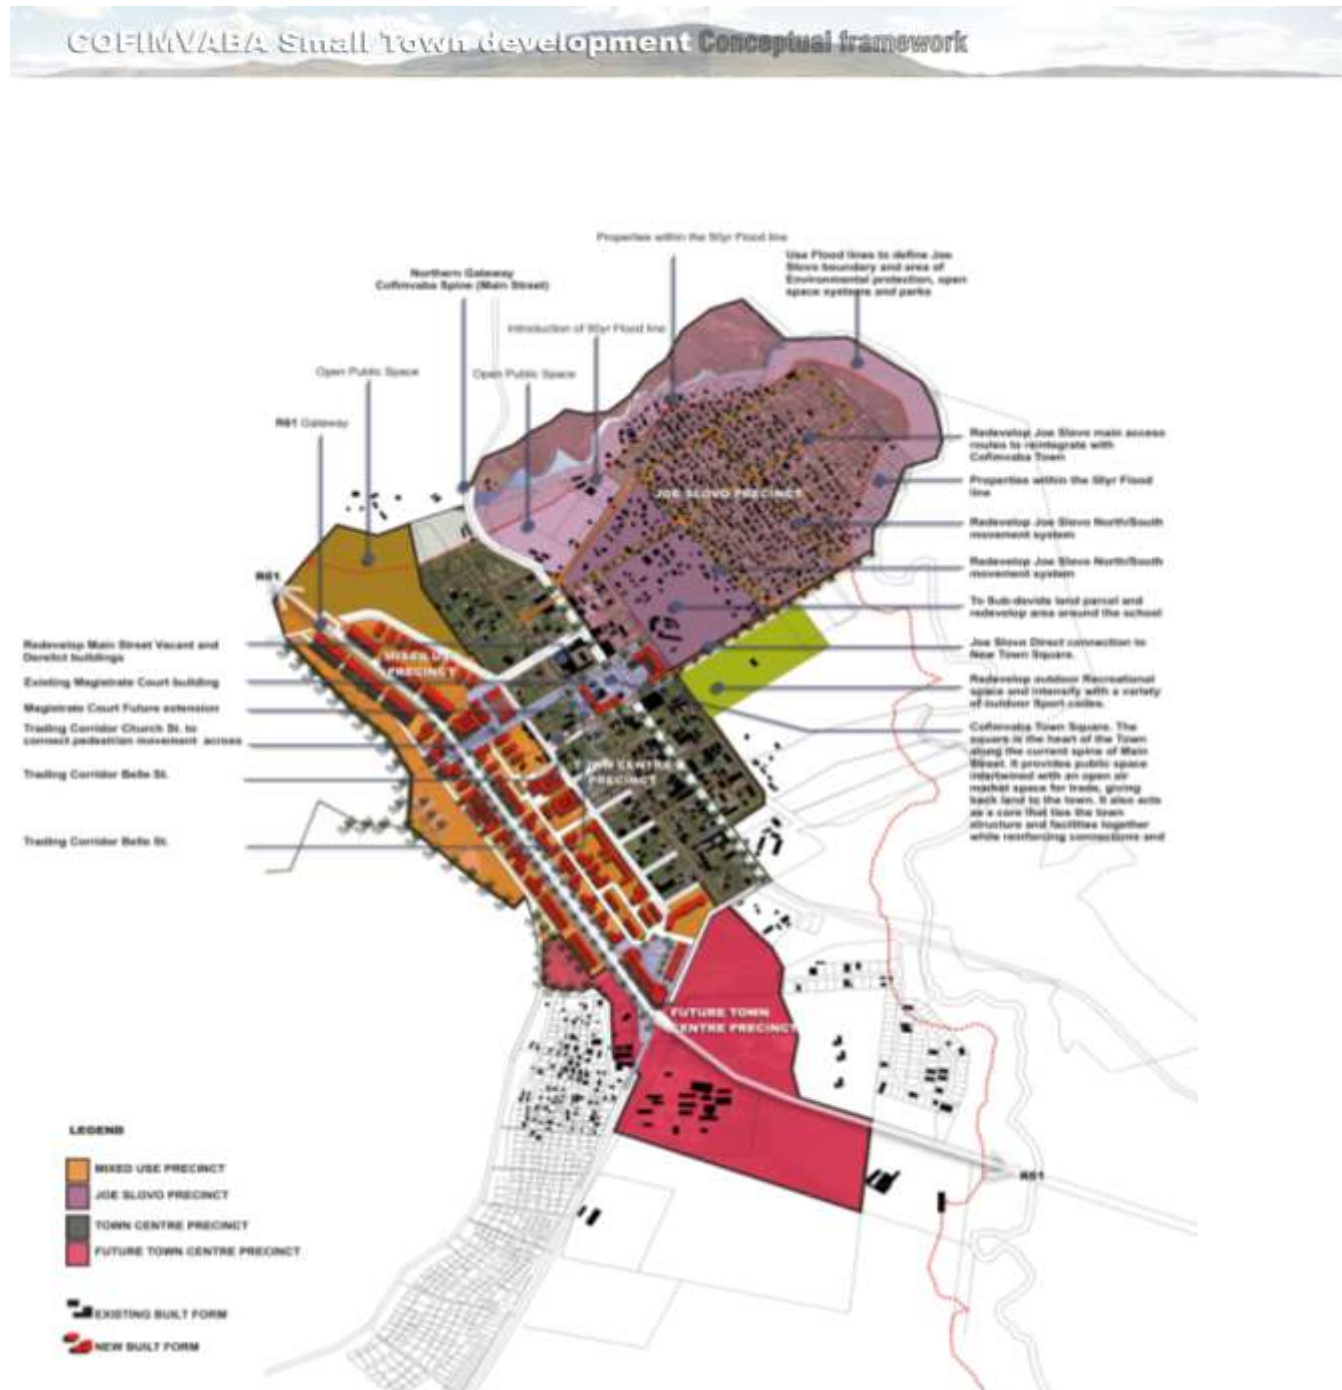 COFIMVABA Small Town development Conceptual framework
Properties within the 50yr Flood line
Use Flood lines to define Joe
Slovo boundary and area of
Environmental protection, open
space systems and parks
Northern Gateway
Cofimvaba Spine (Main Street)
Introduction of 50yr Flood line
Open Public Space
Open Public Space
R61 Gateway
Redevelop Joe Slovo main access
routes to reintegrate with
Cofimvaba Town
Properties within the 50yr Flood
line
JOE SLOVO PRECINCT
Redevelop Joe Slovo North/South
movement system
Redevelop Joe Slovo North/South
movement system
R61
To Sub-devide land parcel and
redevelop area around the school
Redevelop Main Street Vacant and
Derelict buildings
Joe Slovo Direct connection to
New Town Square.
MIXED USE
PRECINCT
Existing Magistrate Court building
Redevelop outdoor Recreational
space and intensify with a variety
of outdoor Sport codes.
Magistrate Court Future extension
Trading Corridor Church St. to
connect pedestrian movement across
Cofimvaba Town Square. The
square is the heart of the Town
along the current spine of Main
Street. It provides public space
intertwined with an open air
market space for trade, giving
back land to the town. It also acts
as a core that ties the town
structure and facilities together
while reinforcing connections and
TOWN CENTRE
PRECINCT
Trading Corridor Belle St.
Trading Corridor Belle St.
FUTURE TOWN
CENTRE PRECINCT
R61
LEGEND
MIXED USE PRECINCT
JOE SLOVO PRECINCT
TOWN CENTRE PRECINCT
FUTURE TOWN CENTRE PRECINCT
EXISTING BUILT FORM
NEW BUILT FORM